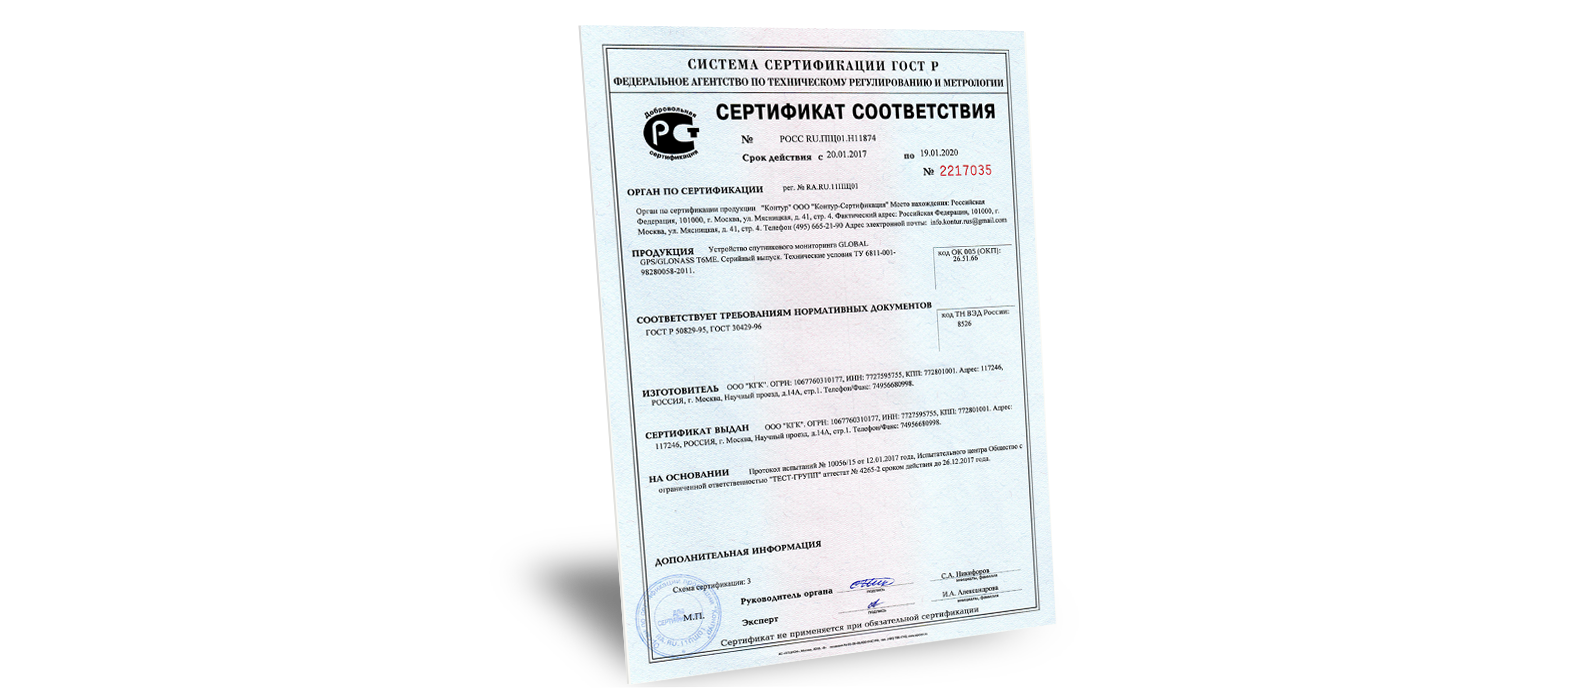 СИСТЕМА СЕРТИФИКАЦИИ ГОСТ Р
ФЕДЕРАЛЬНОЕ АГЕНТСТВО ПО ТЕХНИЧЕСКОМУ РЕГУЛИРОВАНИЮ И МЕТРОЛОГИИ
СЕРТИФИКАТ СООТВЕТСТВИЯ
Добровольная
РСТ
сертификация
№ РОСС RU.ПЩ01.Н11874
Срок действия с 20.01.2017 по 19.01.2020
№ 2217035
ОРГАН ПО СЕРТИФИКАЦИИ рег. № RA.RU.11ПЩ01
Орган по сертификации продукции "Контур" ООО "Контур-Сертификация" Место нахождения: Российская
Федерация, 101000, г. Москва, ул. Мясницкая, д. 41, стр. 4. Фактический адрес: Российская Федерация, 101000, г.
Москва, ул. Мясницкая, д. 41, стр. 4. Телефон (495) 665-21-90 Адрес электронной почты: info.kontur.rus@gmail.com
ПРОДУКЦИЯ Устройство спутникового мониторинга GLOBAL
GPS/GLONASS T6ME. Серийный выпуск. Технические условия ТУ 6811-001-
98280058-2011.
код ОК 005 (ОКП):
26.51.66
СООТВЕТСТВУЕТ ТРЕБОВАНИЯМ НОРМАТИВНЫХ ДОКУМЕНТОВ
ГОСТ Р 50829-95, ГОСТ 30429-96
код ТН ВЭД России:
8526
ИЗГОТОВИТЕЛЬ ООО "КГК". ОГРН: 1067760310177, ИНН: 7727595755, КПП: 772801001. Адрес: 117246,
РОССИЯ, г. Москва, Научный проезд, д.14А, стр.1. Телефон/Факс: 74956680998.
СЕРТИФИКАТ ВЫДАН ООО "КГК". ОГРН: 1067760310177, ИНН: 7727595755, КПП: 772801001. Адрес:
117246, РОССИЯ, г. Москва, Научный проезд, д.14А, стр.1. Телефон/Факс: 74956680998.
НА ОСНОВАНИИ Протокол испытаний № 10056/15 от 12.01.2017 года, Испытательного центра Общество с
ограниченной ответственностью "ТЕСТ-ГРУПП" аттестат № 4265-2 сроком действия до 26.12.2017 года.
ДОПОЛНИТЕЛЬНАЯ ИНФОРМАЦИЯ
Схема сертификации: 3
М.П.
Руководитель органа подпись С.А. Никифоров
инициалы, фамилия
Эксперт подпись И.А. Александрова
инициалы, фамилия
Сертификат не применяется при обязательной сертификации